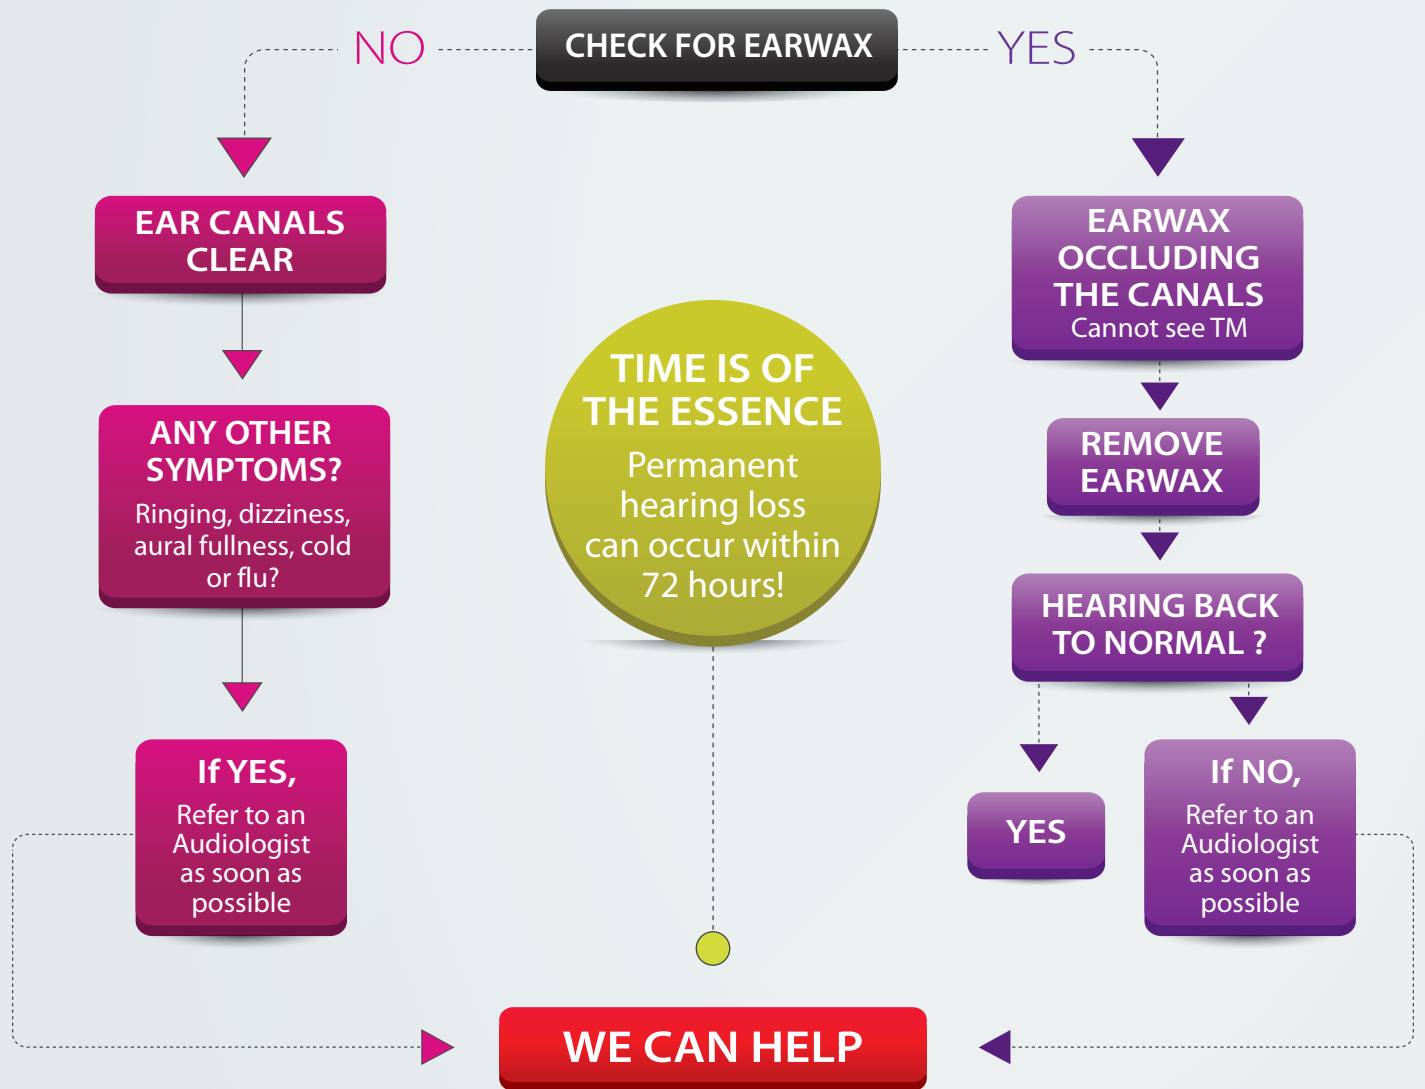 NO
CHECK FOR EARWAX
YES
EAR CANALS
CLEAR
ANY OTHER
SYMPTOMS?
Ringing, dizziness,
aural fullness, cold
or flu?
If YES,
Refer to an
Audiologist
as soon as
possible
TIME IS OF
THE ESSENCE
Permanent
hearing loss
can occur within
72 hours!
EARWAX
OCCLUDING
THE CANALS
Cannot see TM
REMOVE
EARWAX
HEARING BACK
TO NORMAL ?
YES
If NO,
Refer to an
Audiologist
as soon as
possible
WE CAN HELP